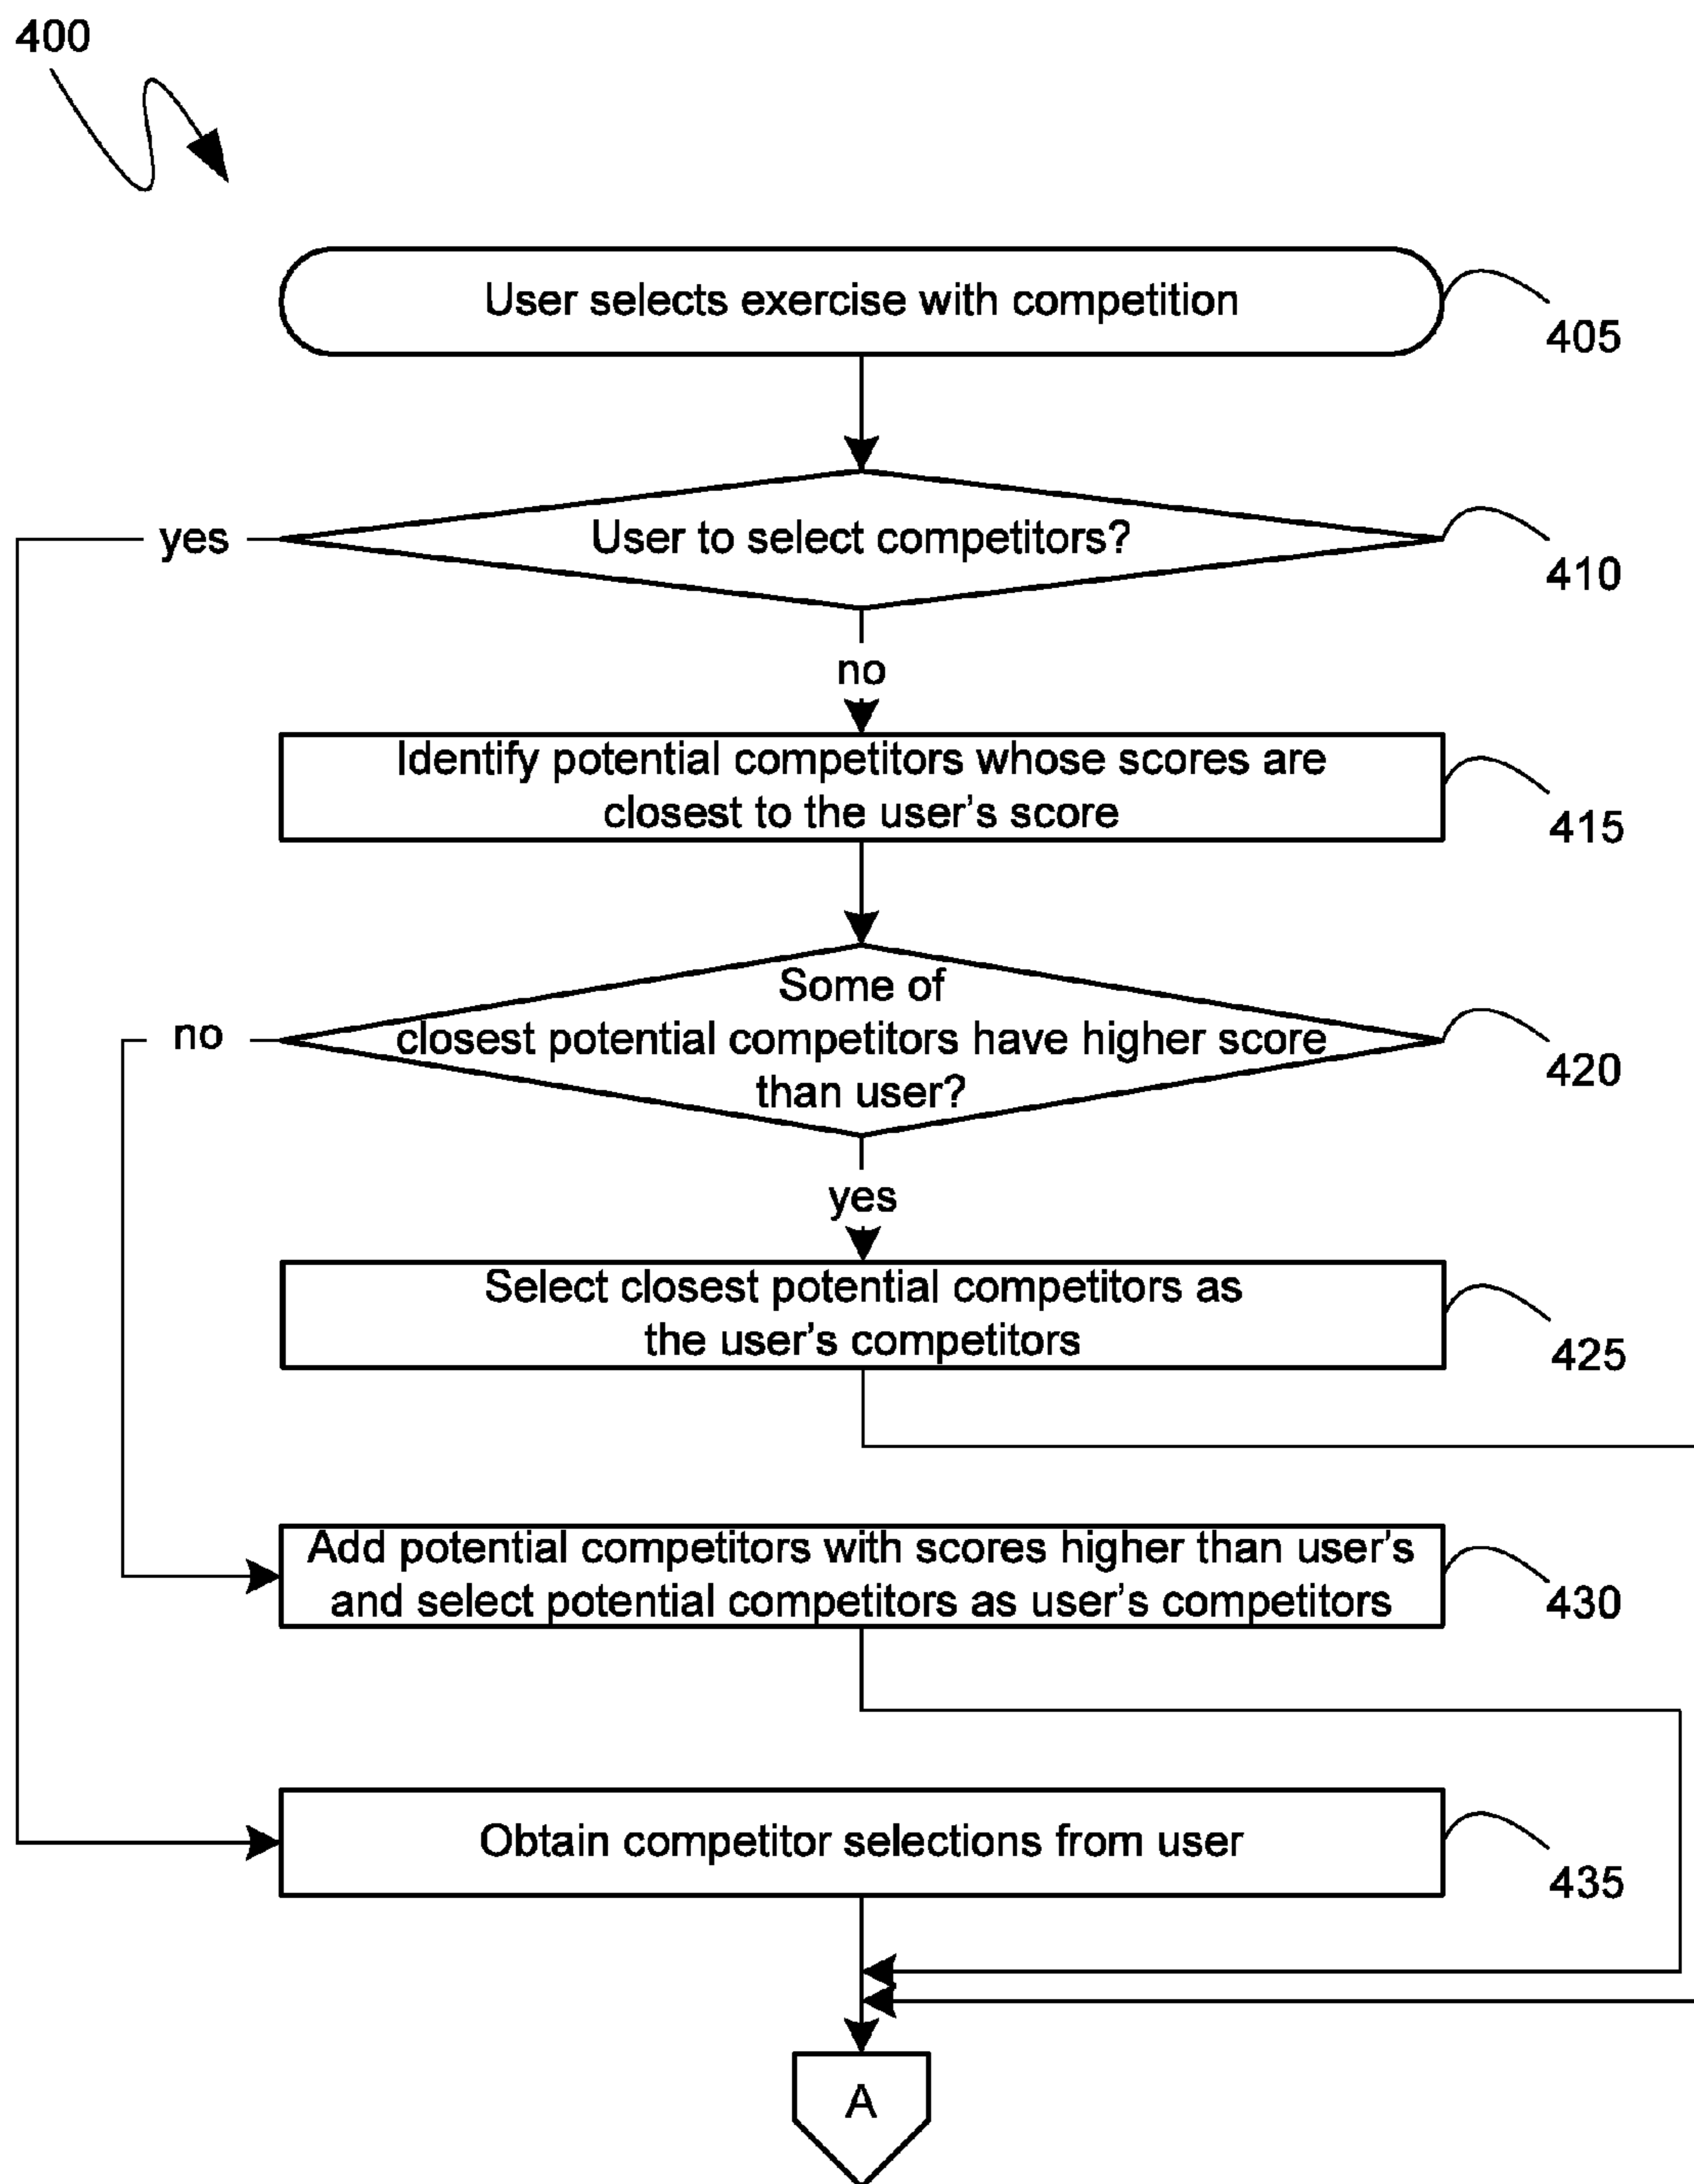 400
User selects exercise with competition
405
yes
User to select competitors?
410
no
Identify potential competitors whose scores are
closest to the user's score
415
Some of
closest potential competitors have higher score
than user?
no
420
yes
Select closest potential competitors as
the user's competitors
425
Add potential competitors with scores higher than user's
and select potential competitors as user's competitors
430
Obtain competitor selections from user
435
A